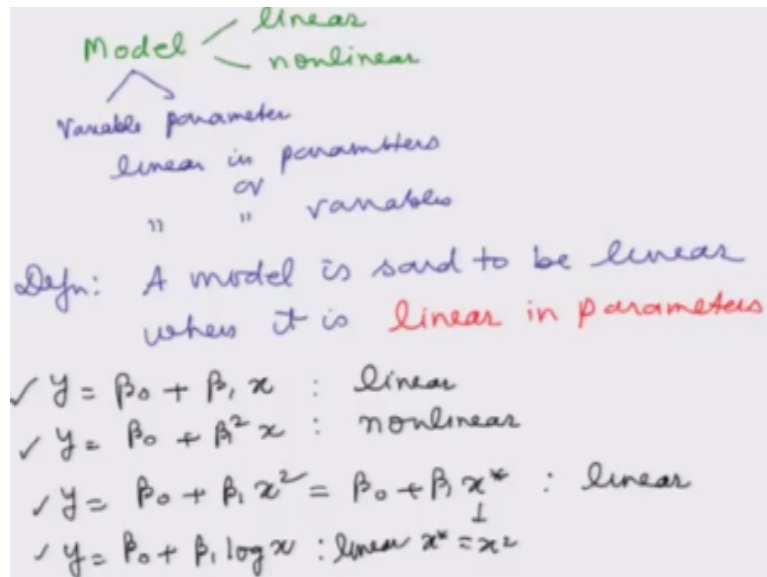 linear
Model
nonlinear
Variable parameter
linear in parameters
or
" " variables
Defn: A model is said to be linear
when it is linear in parameters
✓ y = β₀ + β₁ x : linear
✓ y = β₀ + β₁² x : nonlinear
✓ y = β₀ + β₁ x² = β₀ + β₁ x* : linear
↓
✓ y = β₀ + β₁ log x : linear x* = x²